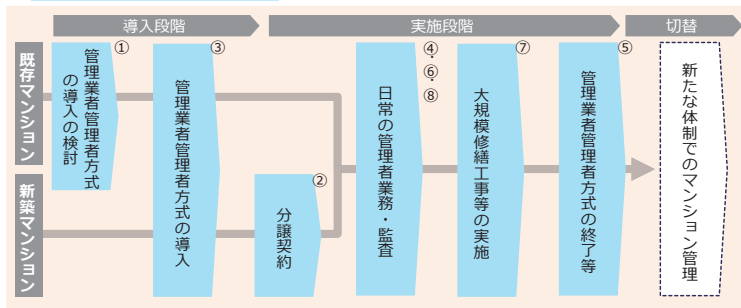 導入段階
実施段階
切替
既存マンション
新築マンション
①
管理業者管理者方式
の導入の検討
③
管理業者管理者方式の導入
②
分譲契約
④・⑥・⑧
日常の管理者業務・監査
⑦
大規模修繕工事等の実施
⑤
管理業者管理者方式の終了等
新たな体制でのマンション管理